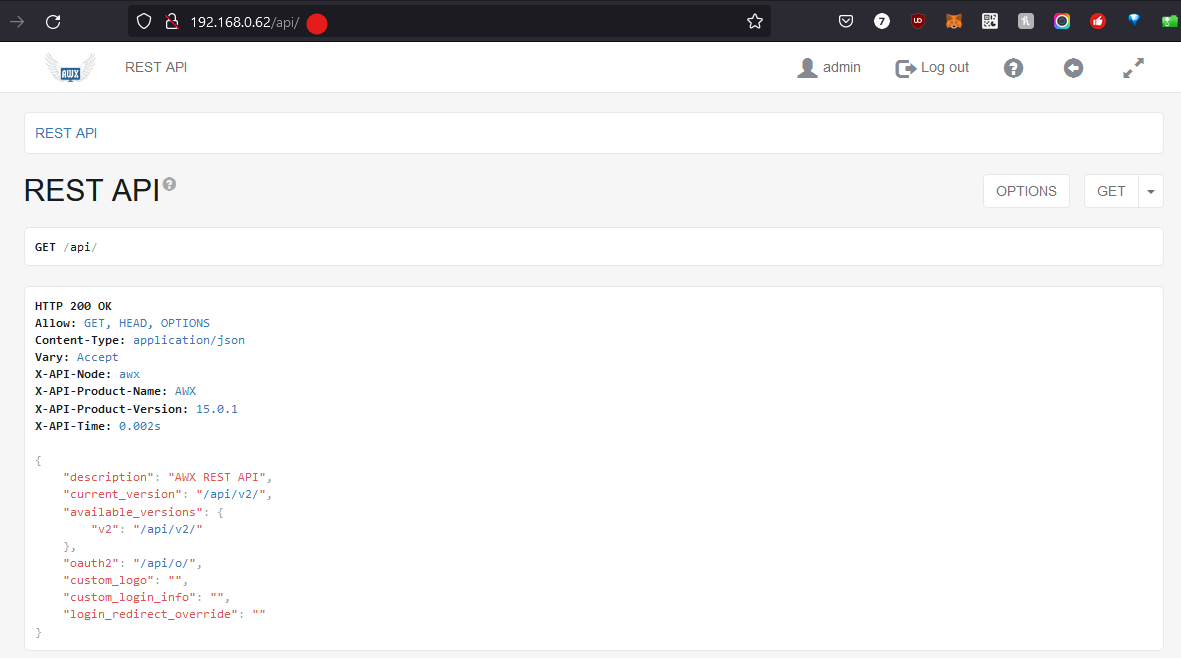 192.168.0.62/api/
7
UD
AWX
REST API
admin
Log out
?
REST API
REST API
?
OPTIONS
GET
GET /api/
HTTP 200 OK
Allow: GET, HEAD, OPTIONS
Content-Type: application/json
Vary: Accept
X-API-Node: awx
X-API-Product-Name: AWX
X-API-Product-Version: 15.0.1
X-API-Time: 0.002s
{
    "description": "AWX REST API",
    "current_version": "/api/v2/",
    "available_versions": {
        "v2": "/api/v2/"
    },
    "oauth2": "/api/o/",
    "custom_logo": "",
    "custom_login_info": "",
    "login_redirect_override": ""
}